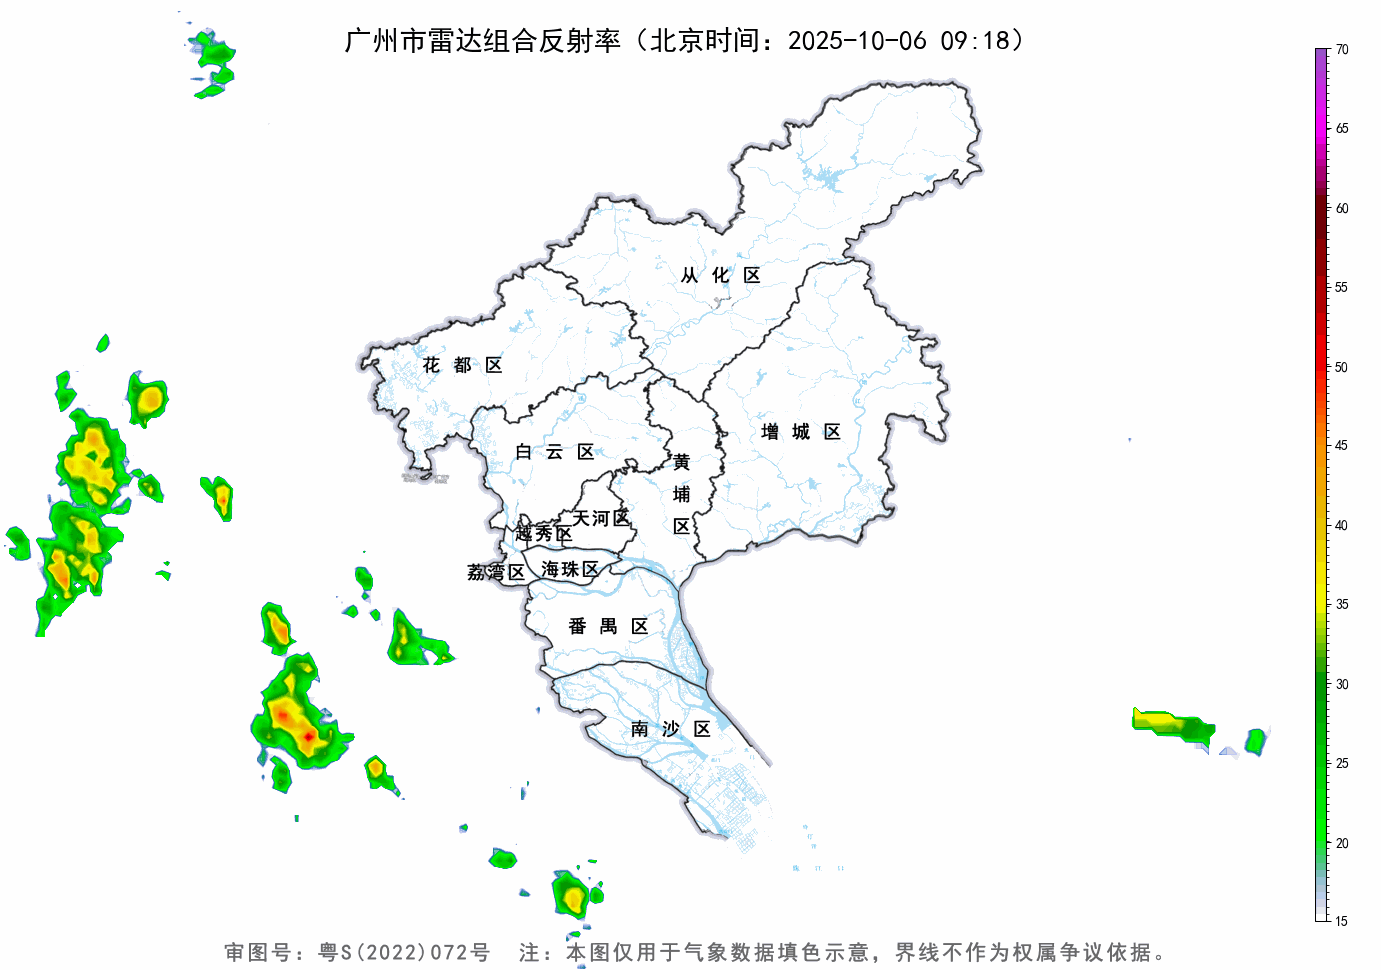 广州市雷达组合反射率（北京时间：2025-10-06 09:18）
70
65
60
55
50
45
40
35
30
25
20
15
从化区
花都区
增城区
白云区
黄埔区
天河区
越秀区
荔湾区
海珠区
番禺区
南沙区
审图号：粤S(2022)072号 注：本图仅用于气象数据填色示意，界线不作为权属争议依据。